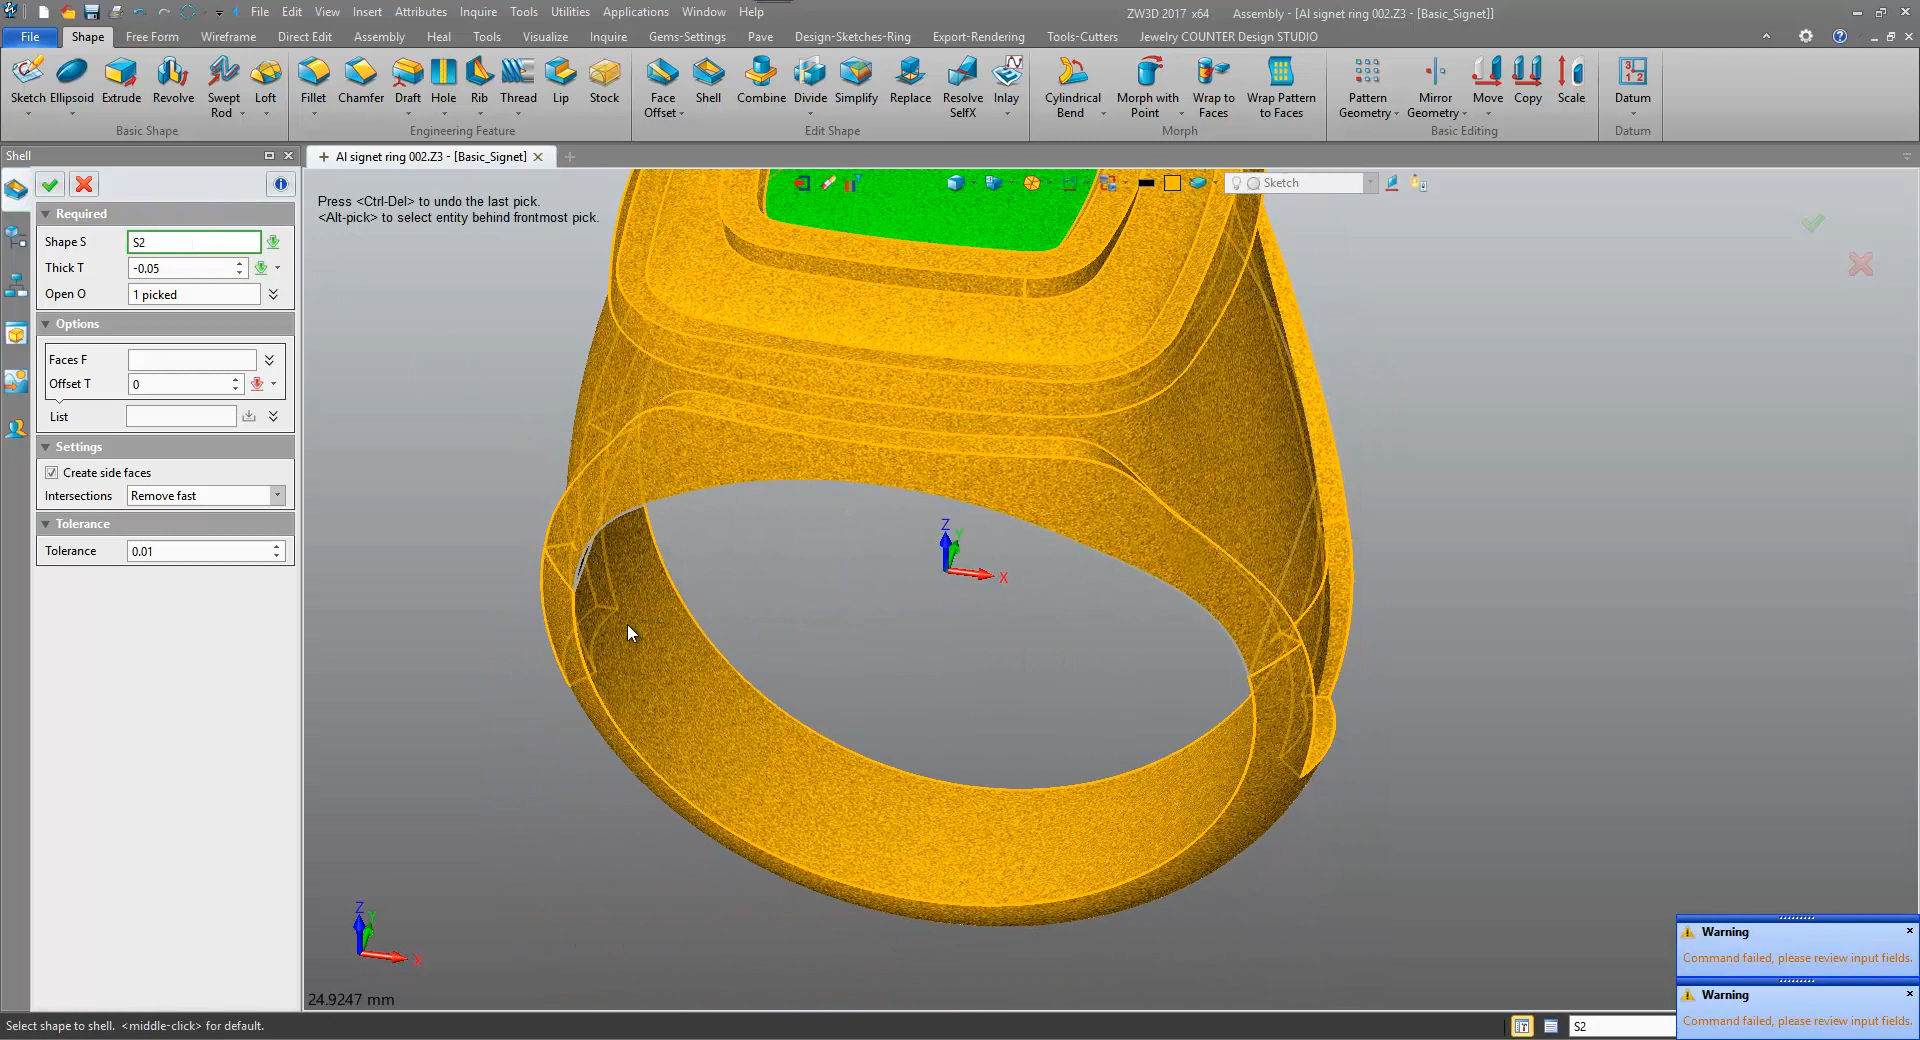 File Edit View Insert Attributes Inquire Tools Utilities Applications Window Help
ZW3D 2017 x64 Assembly - [AI signet ring 002.Z3 - [Basic_Signet]]
File Shape Free Form Wireframe Direct Edit Assembly Heal Tools Visualize Inquire Gems-Settings Pave Design-Sketches-Ring Export-Rendering Tools-Cutters Jewelry COUNTER Design STUDIO
Sketch Ellipsoid Extrude Revolve Swept Rod Loft
Basic Shape
Fillet Chamfer Draft Hole Rib Thread Lip Stock
Engineering Feature
Face Offset Shell Combine Divide Simplify Replace Resolve SelfX Inlay
Edit Shape
Cylindrical Bend Morph with Point Wrap to Faces Wrap Pattern to Faces
Morph
Pattern Geometry Mirror Geometry Move Copy Scale
Basic Editing
Datum
Datum
Shell
AI signet ring 002.Z3 - [Basic_Signet]
Required
Shape S S2
Thick T -0.05
Open O 1 picked
Options
Faces F
Offset T 0
List
Settings
Create side faces
Intersections Remove fast
Tolerance
Tolerance 0.01
Press <Ctrl-Del> to undo the last pick.
<Alt-pick> to select entity behind frontmost pick.
Sketch
Z
Y
X
Z
Y
X
24.9247 mm
Warning
Command failed, please review input fields.
Warning
Command failed, please review input fields.
Select shape to shell. <middle-click> for default.
S2